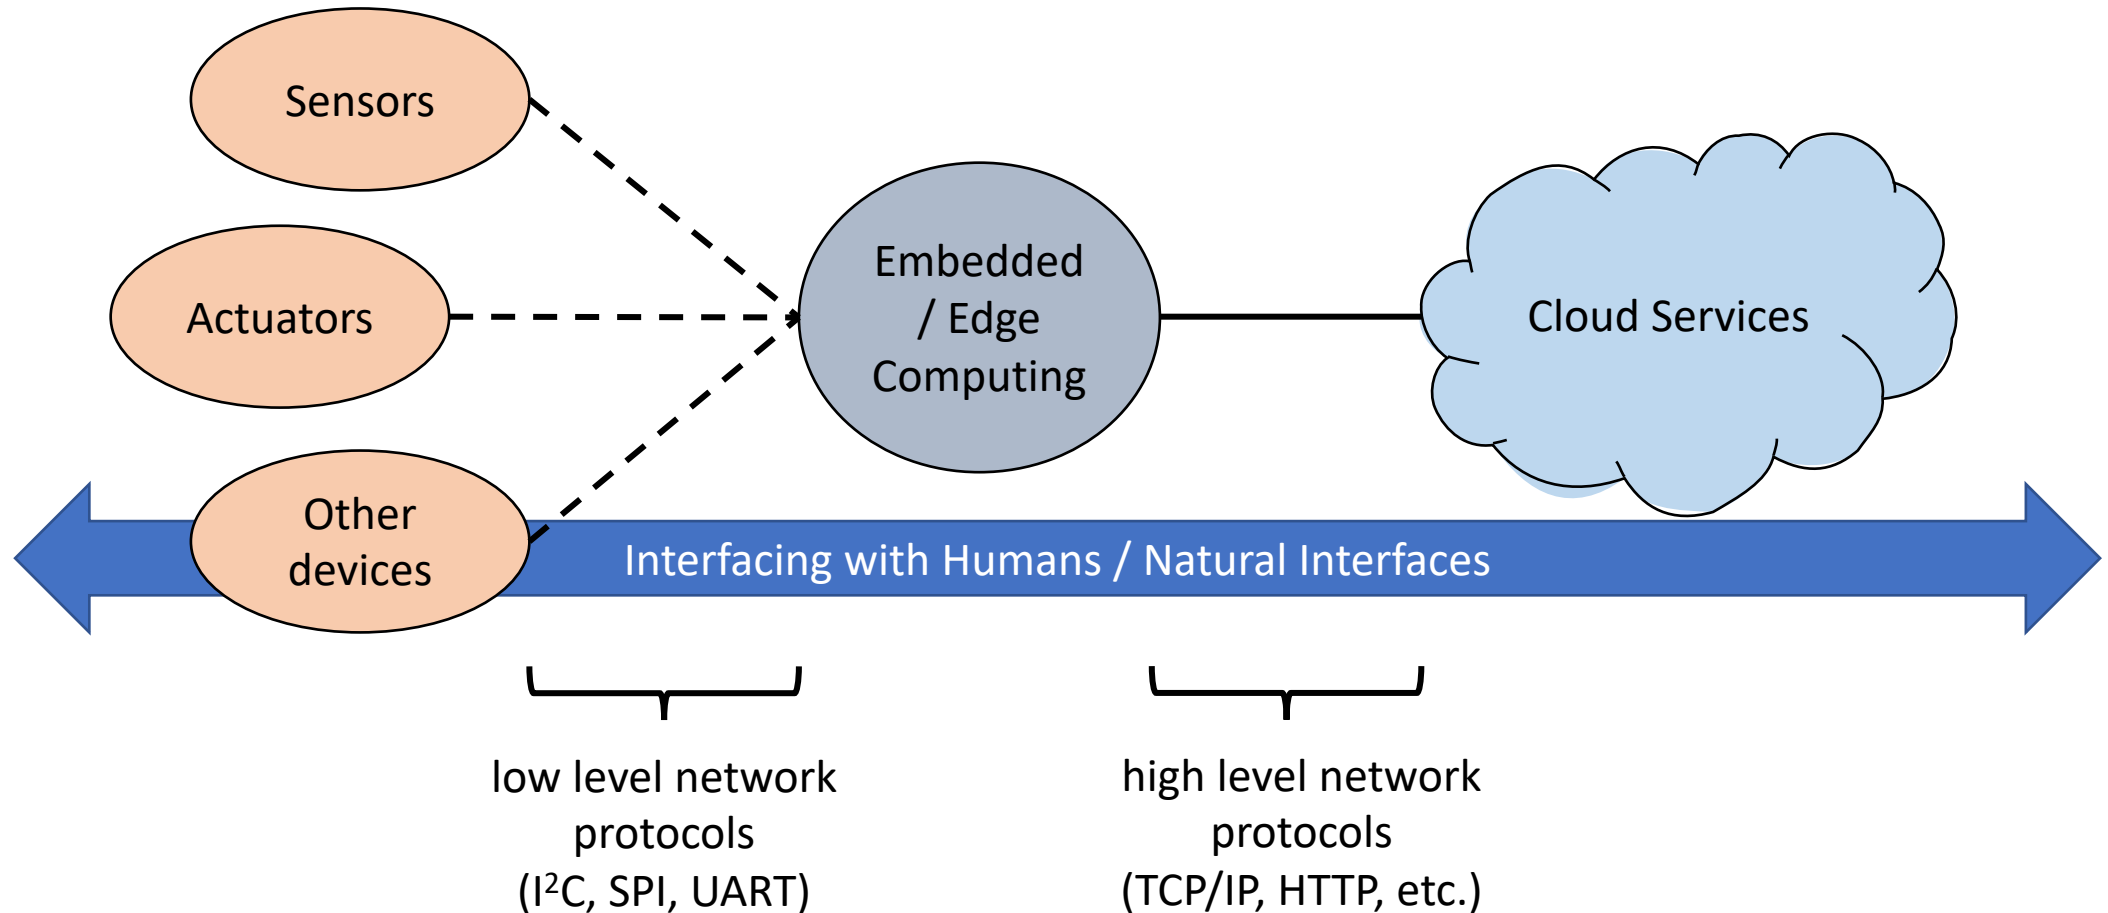 Sensors
Actuators
Other
devices
Embedded
/ Edge
Computing
Cloud Services
Interfacing with Humans / Natural Interfaces
low level network
protocols
(I²C, SPI, UART)
high level network
protocols
(TCP/IP, HTTP, etc.)